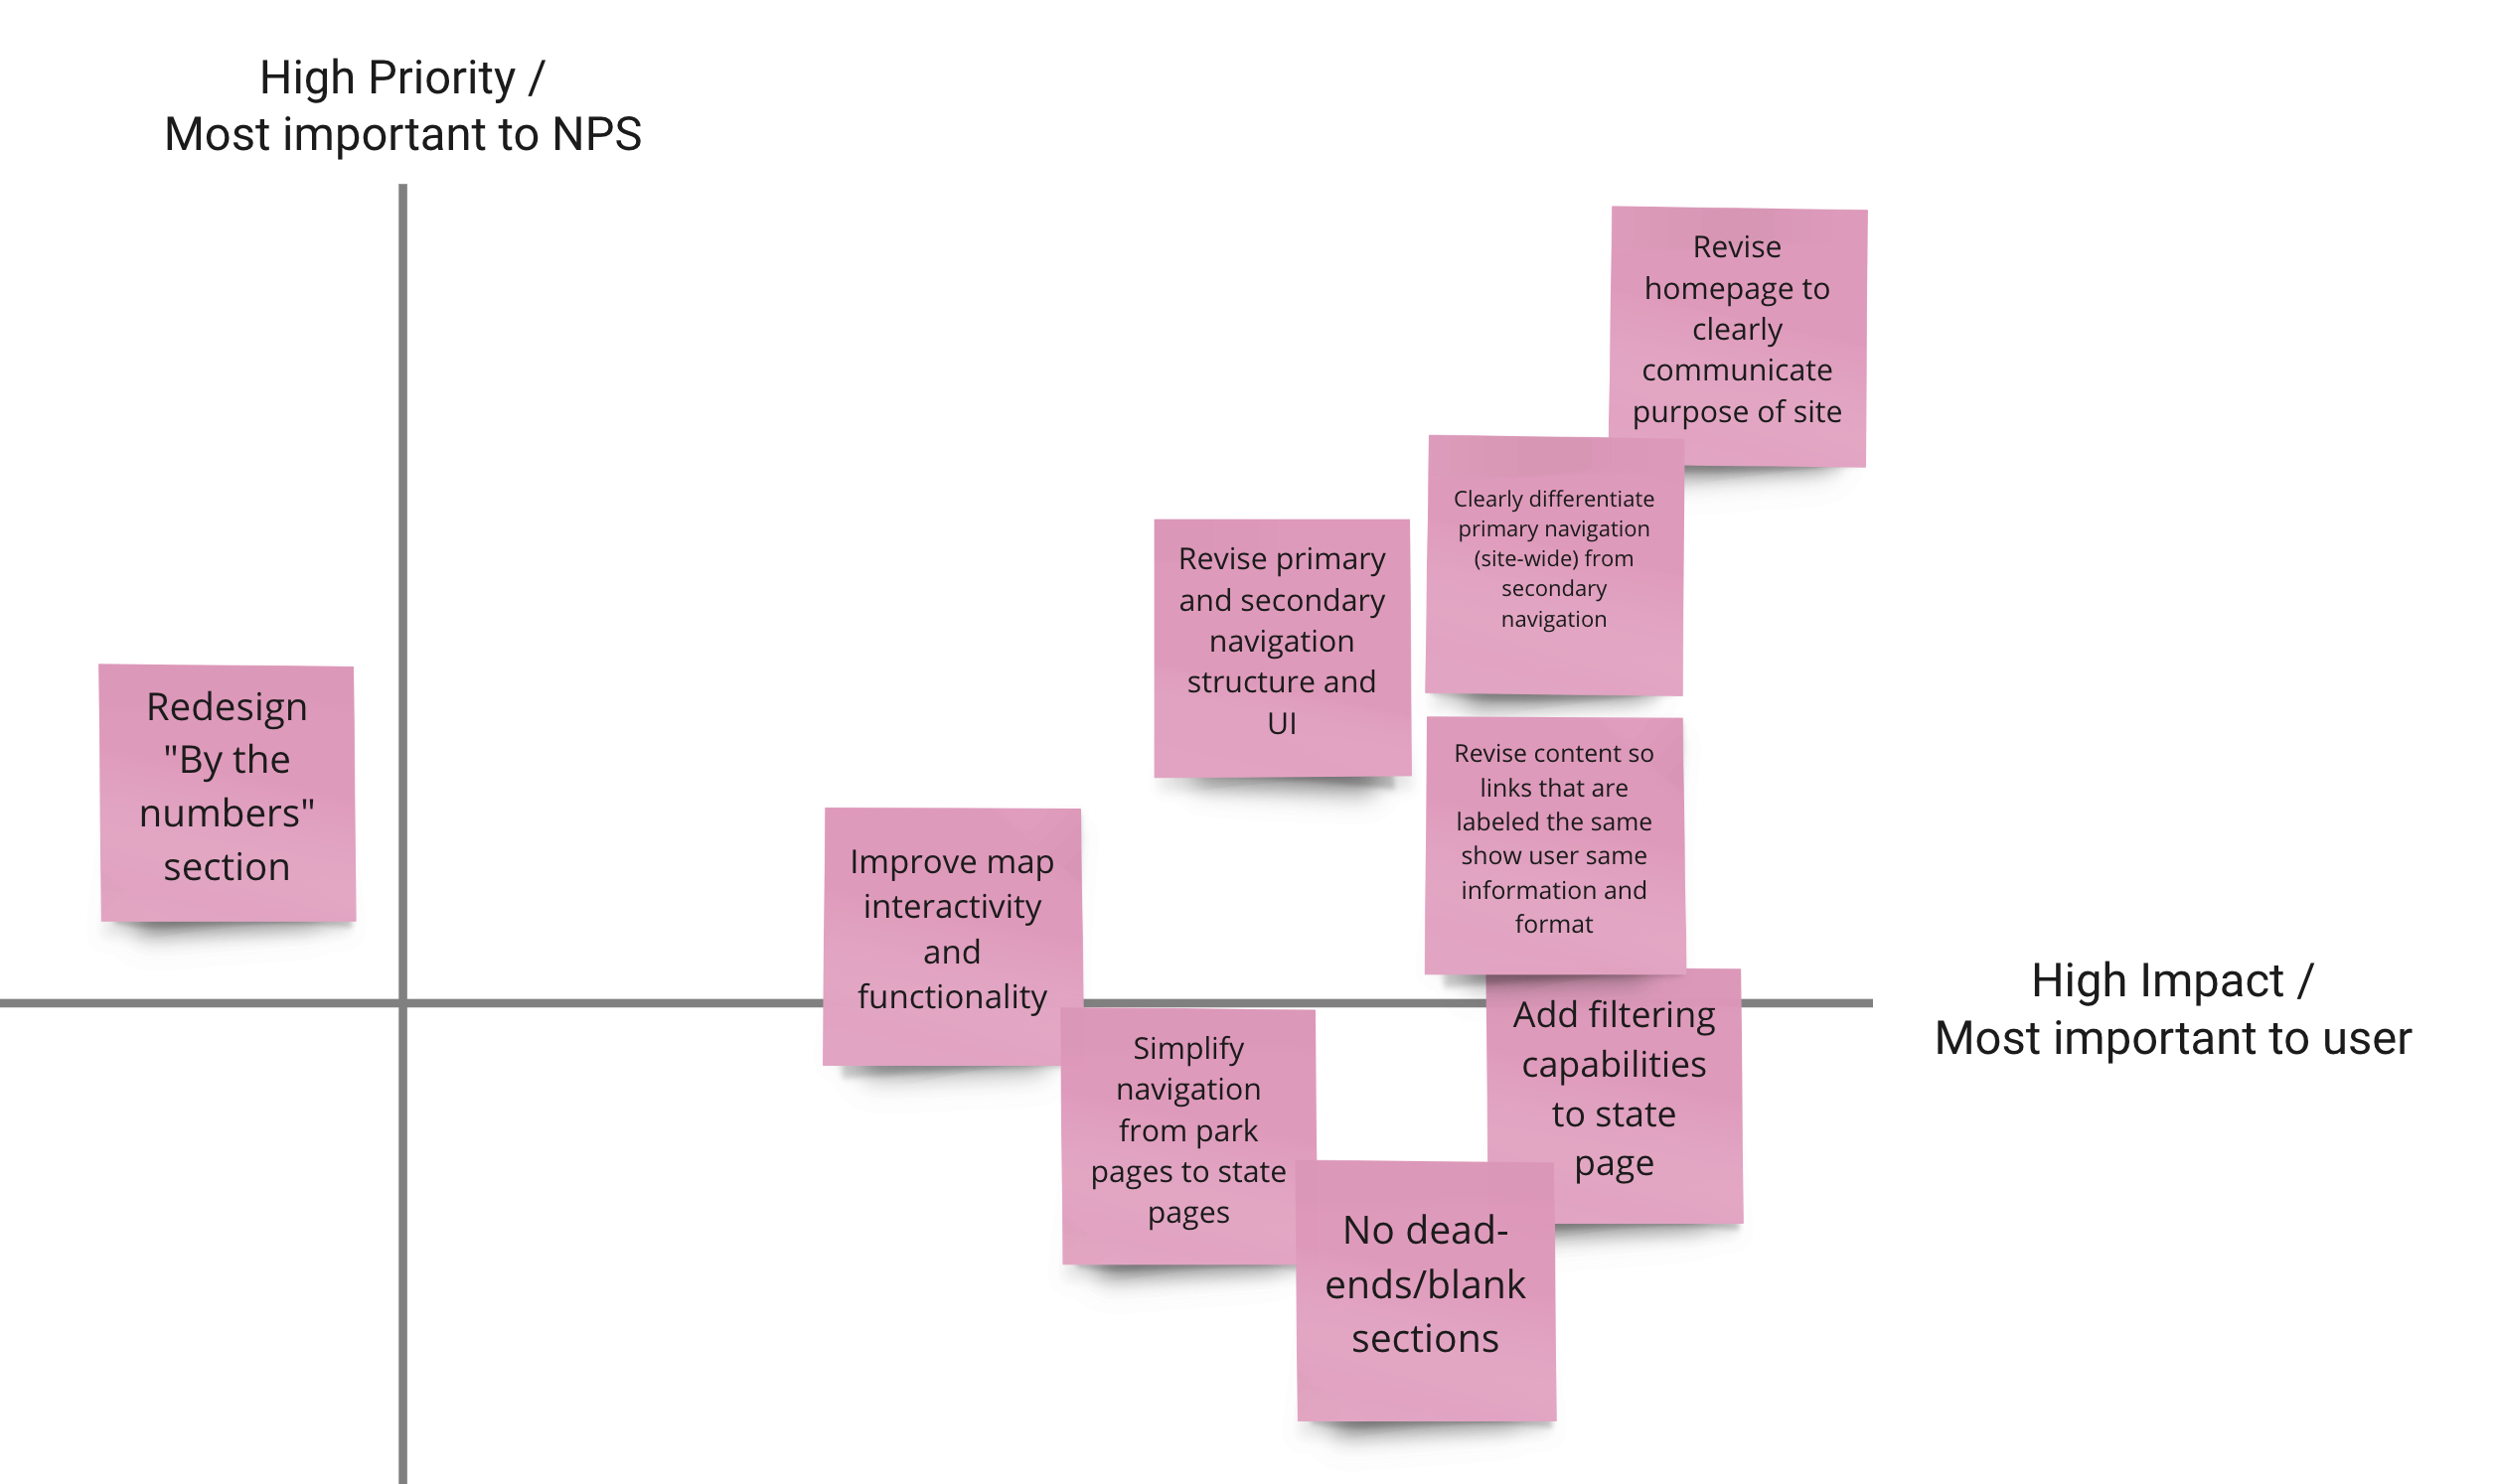 High Priority /
Most important to NPS
Revise
homepage to
clearly
communicate
purpose of site
Clearly differentiate
primary navigation
(site-wide) from
secondary
navigation
Revise primary
and secondary
navigation
structure and
UI
Redesign
"By the
numbers"
section
Revise content so
links that are
labeled the same
show user same
information and
format
Improve map
interactivity
and
functionality
High Impact /
Most important to user
Add filtering
capabilities
to state
page
Simplify
navigation
from park
pages to state
pages
No dead-
ends/blank
sections